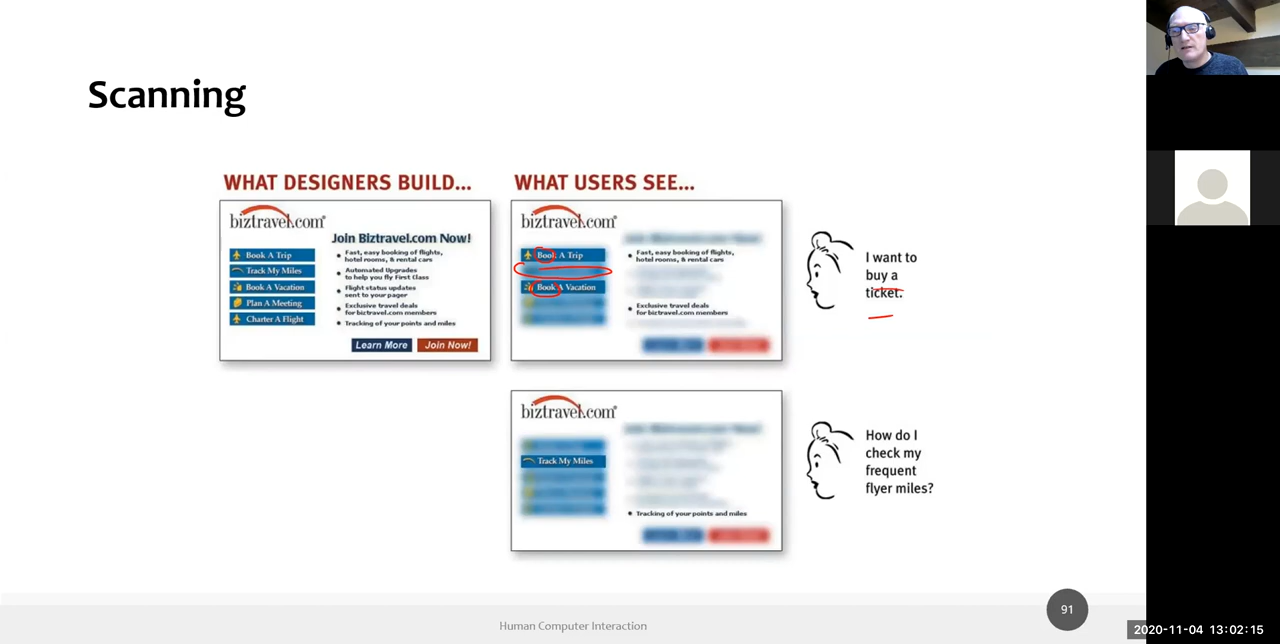 Scanning
WHAT DESIGNERS BUILD...
biztravel.com®
Join Biztravel.com Now!
Book A Trip
Track My Miles
Book A Vacation
Plan A Meeting
Charter A Flight
Fast, easy booking of flights,
hotel rooms, & rental cars
Automated Upgrades
to help you fly First Class
Flight status updates
sent to your pager
Exclusive travel deals
for biztravel.com members
Tracking of your points and miles
Learn More
Join Now!
WHAT USERS SEE...
biztravel.com®
Book A Trip
Book A Vacation
Fast, easy booking of flights,
hotel rooms, & rental cars
Exclusive travel deals
for biztravel.com members
I want to
buy a
ticket.
biztravel.com®
Track My Miles
Tracking of your points and miles
How do I
check my
frequent
flyer miles?
Human Computer Interaction
91
2020-11-04 13:02:15